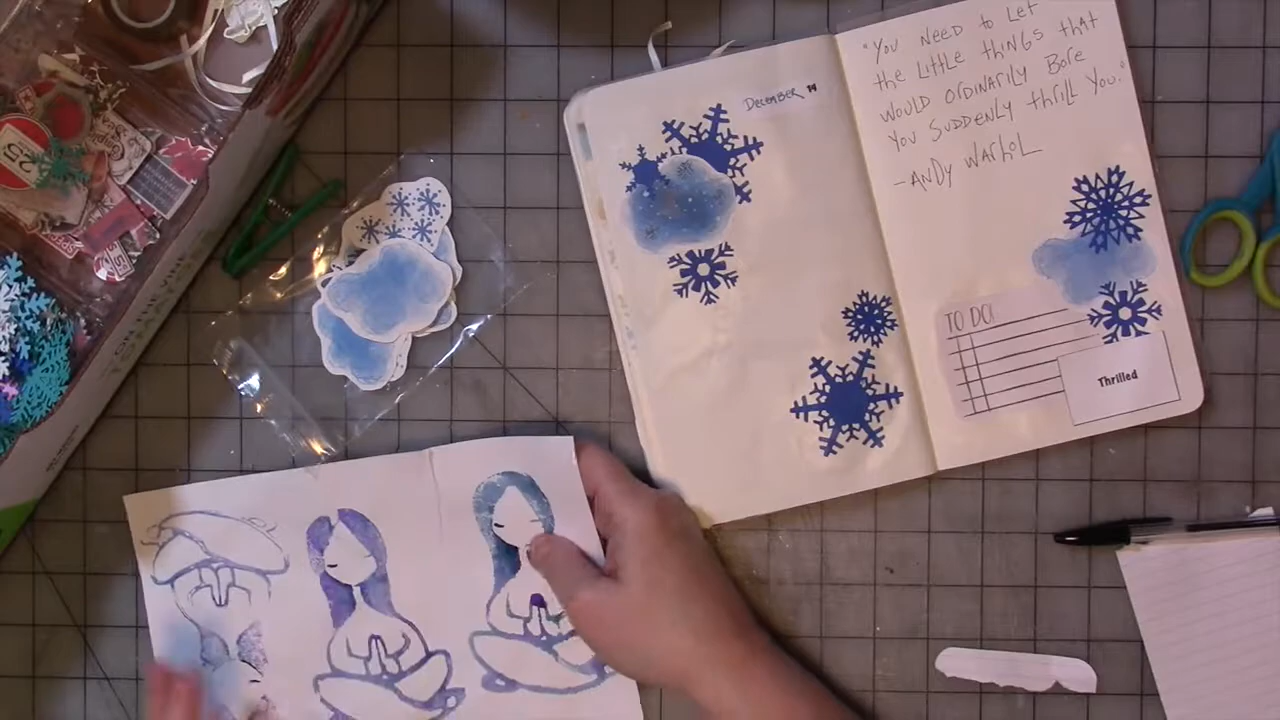 December 19
"You Need to Let
the Little things that
would ordinarily Bore
you suddenly thrill you."
-Andy Warhol
TO DO!
Thrilled
25